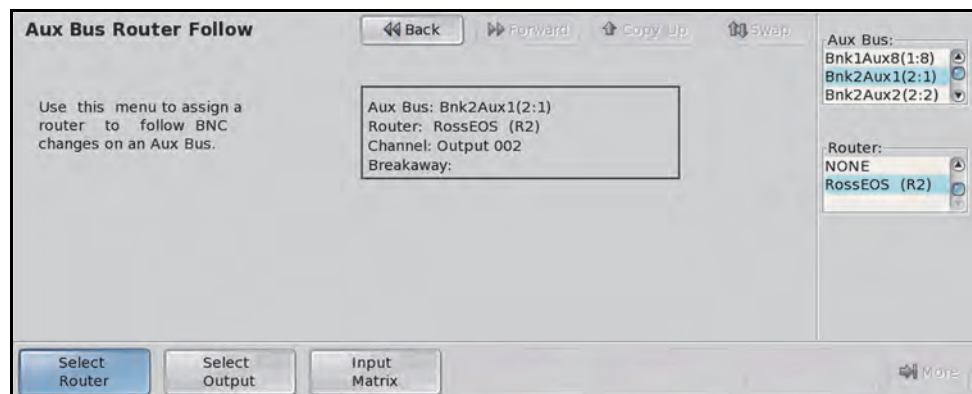 Aux Bus Router Follow
Back
Forward
Copy Up
Swap
Use this menu to assign a
router to follow BNC
changes on an Aux Bus.
Aux Bus: Bnk2Aux1(2:1)
Router: RossEOS (R2)
Channel: Output 002
Breakaway:
Aux Bus:
Bnk1Aux8(1:8)
Bnk2Aux1(2:1)
Bnk2Aux2(2:2)
Router:
NONE
RossEOS (R2)
Select
Router
Select
Output
Input
Matrix
More